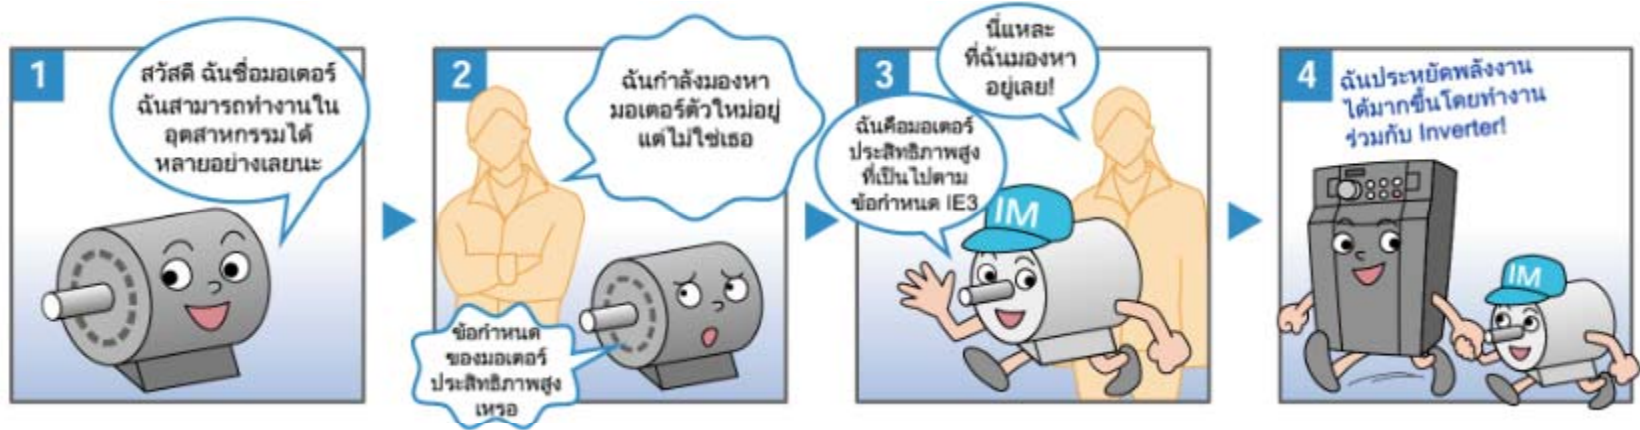 1
สวัสดี ฉันชื่อมอเตอร์
ฉันสามารถทำงานใน
อุตสาหกรรมได้
หลายอย่างเลยนะ
2
ฉันกำลังมองหา
มอเตอร์ตัวใหม่อยู่
แต่ไม่ใช่เธอ
ข้อกำหนด
ของมอเตอร์
ประสิทธิภาพสูง
เหรอ
3
นี่แหละ
ที่ฉันมองหา
อยู่เลย!
ฉันคือมอเตอร์
ประสิทธิภาพสูง
ที่เป็นไปตาม
ข้อกำหนด IE3
IM
4
ฉันประหยัดพลังงาน
ได้มากขึ้นโดยทำงาน
ร่วมกับ Inverter!
IM